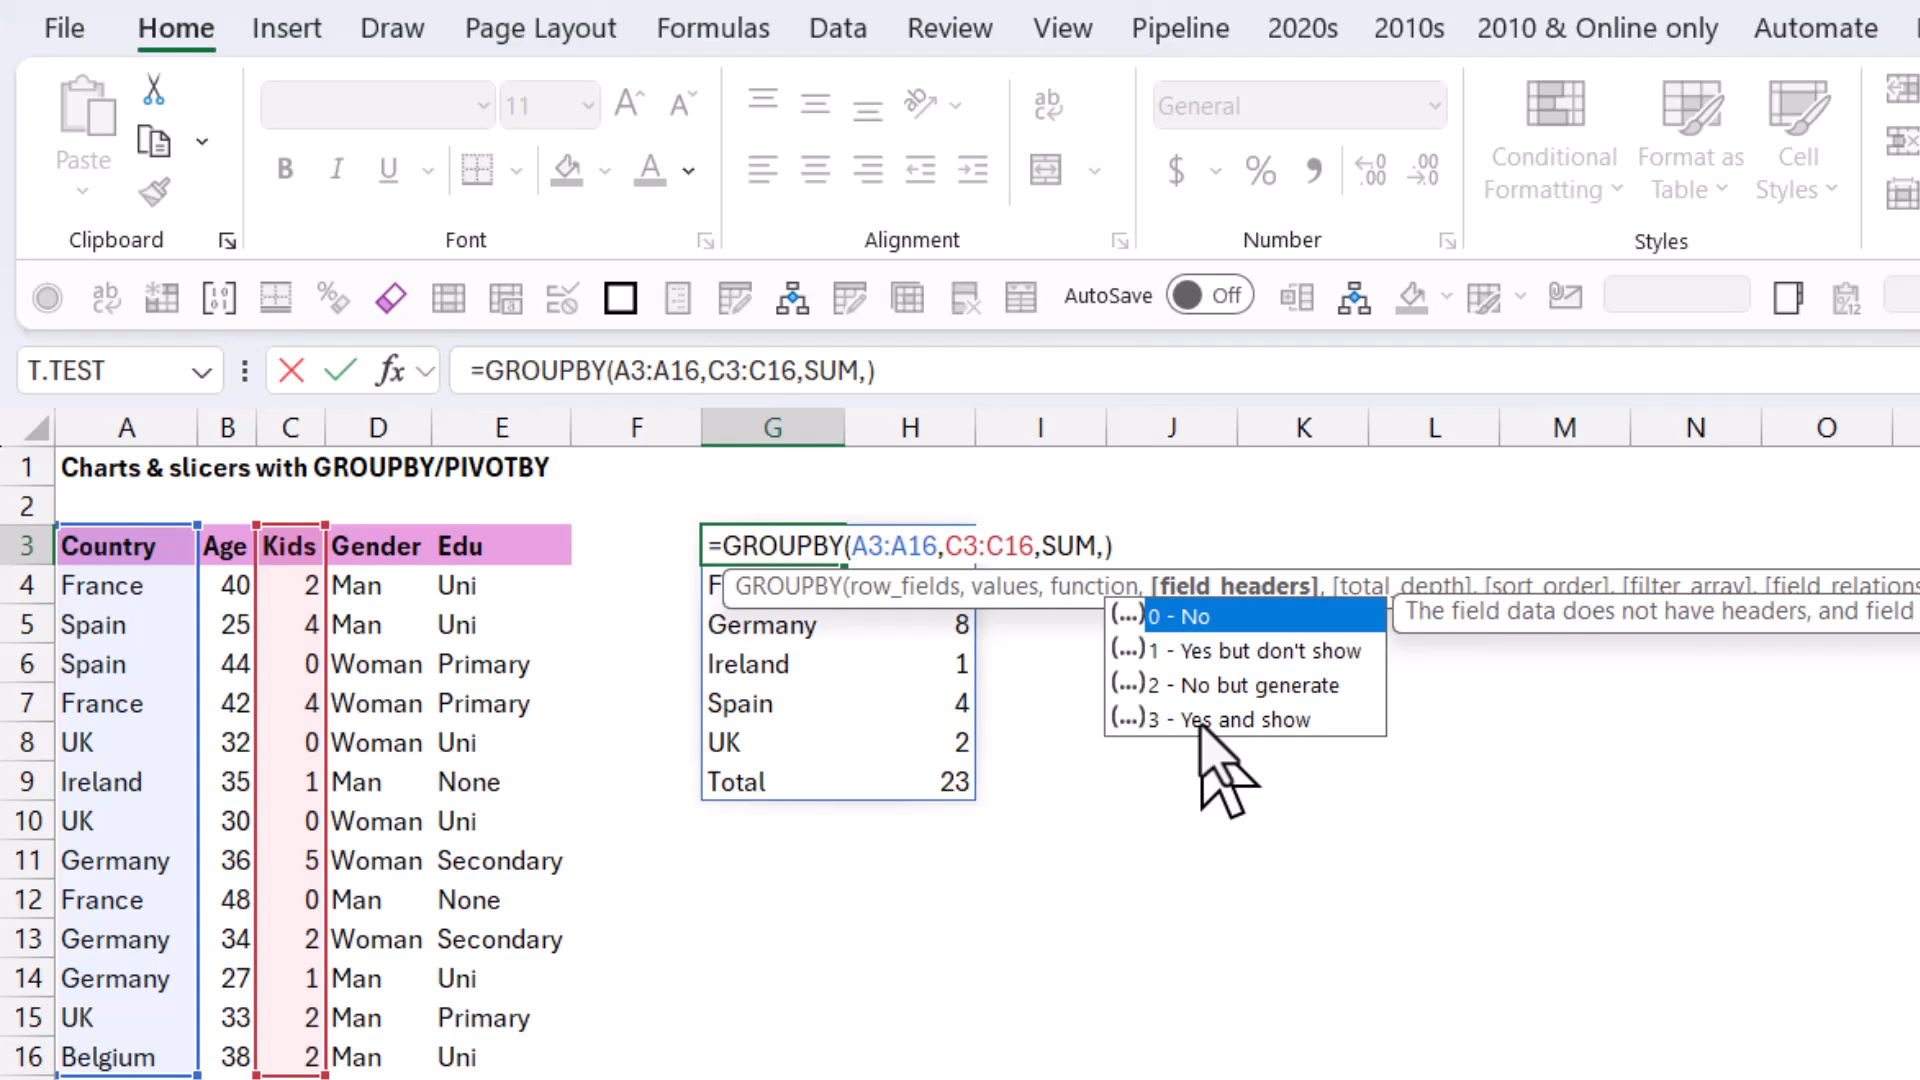 File Home Insert Draw Page Layout Formulas Data Review View Pipeline 2020s 2010s 2010 & Online only Automate
11 General
Paste B I U $ % Conditional Formatting Format as Table Cell Styles
Clipboard Font Alignment Number Styles
AutoSave Off
T.TEST fx =GROUPBY(A3:A16,C3:C16,SUM,)
A B C D E F G H I J K L M N O
1 Charts & slicers with GROUPBY/PIVOTBY
2
3 Country Age Kids Gender Edu =GROUPBY(A3:A16,C3:C16,SUM,)
4 France 40 2 Man Uni F GROUPBY(row_fields, values, function, [field_headers], [total_depth], [sort_order], [filter_array], [field_relations
0 - No The field data does not have headers, and field
5 Spain 25 4 Man Uni Germany 8
1 - Yes but don't show
6 Spain 44 0 Woman Primary Ireland 1
2 - No but generate
7 France 42 4 Woman Primary Spain 4
3 - Yes and show
8 UK 32 0 Woman Uni UK 2
9 Ireland 35 1 Man None Total 23
10 UK 30 0 Woman Uni
11 Germany 36 5 Woman Secondary
12 France 48 0 Man None
13 Germany 34 2 Woman Secondary
14 Germany 27 1 Man Uni
15 UK 33 2 Man Primary
16 Belgium 38 2 Man Uni